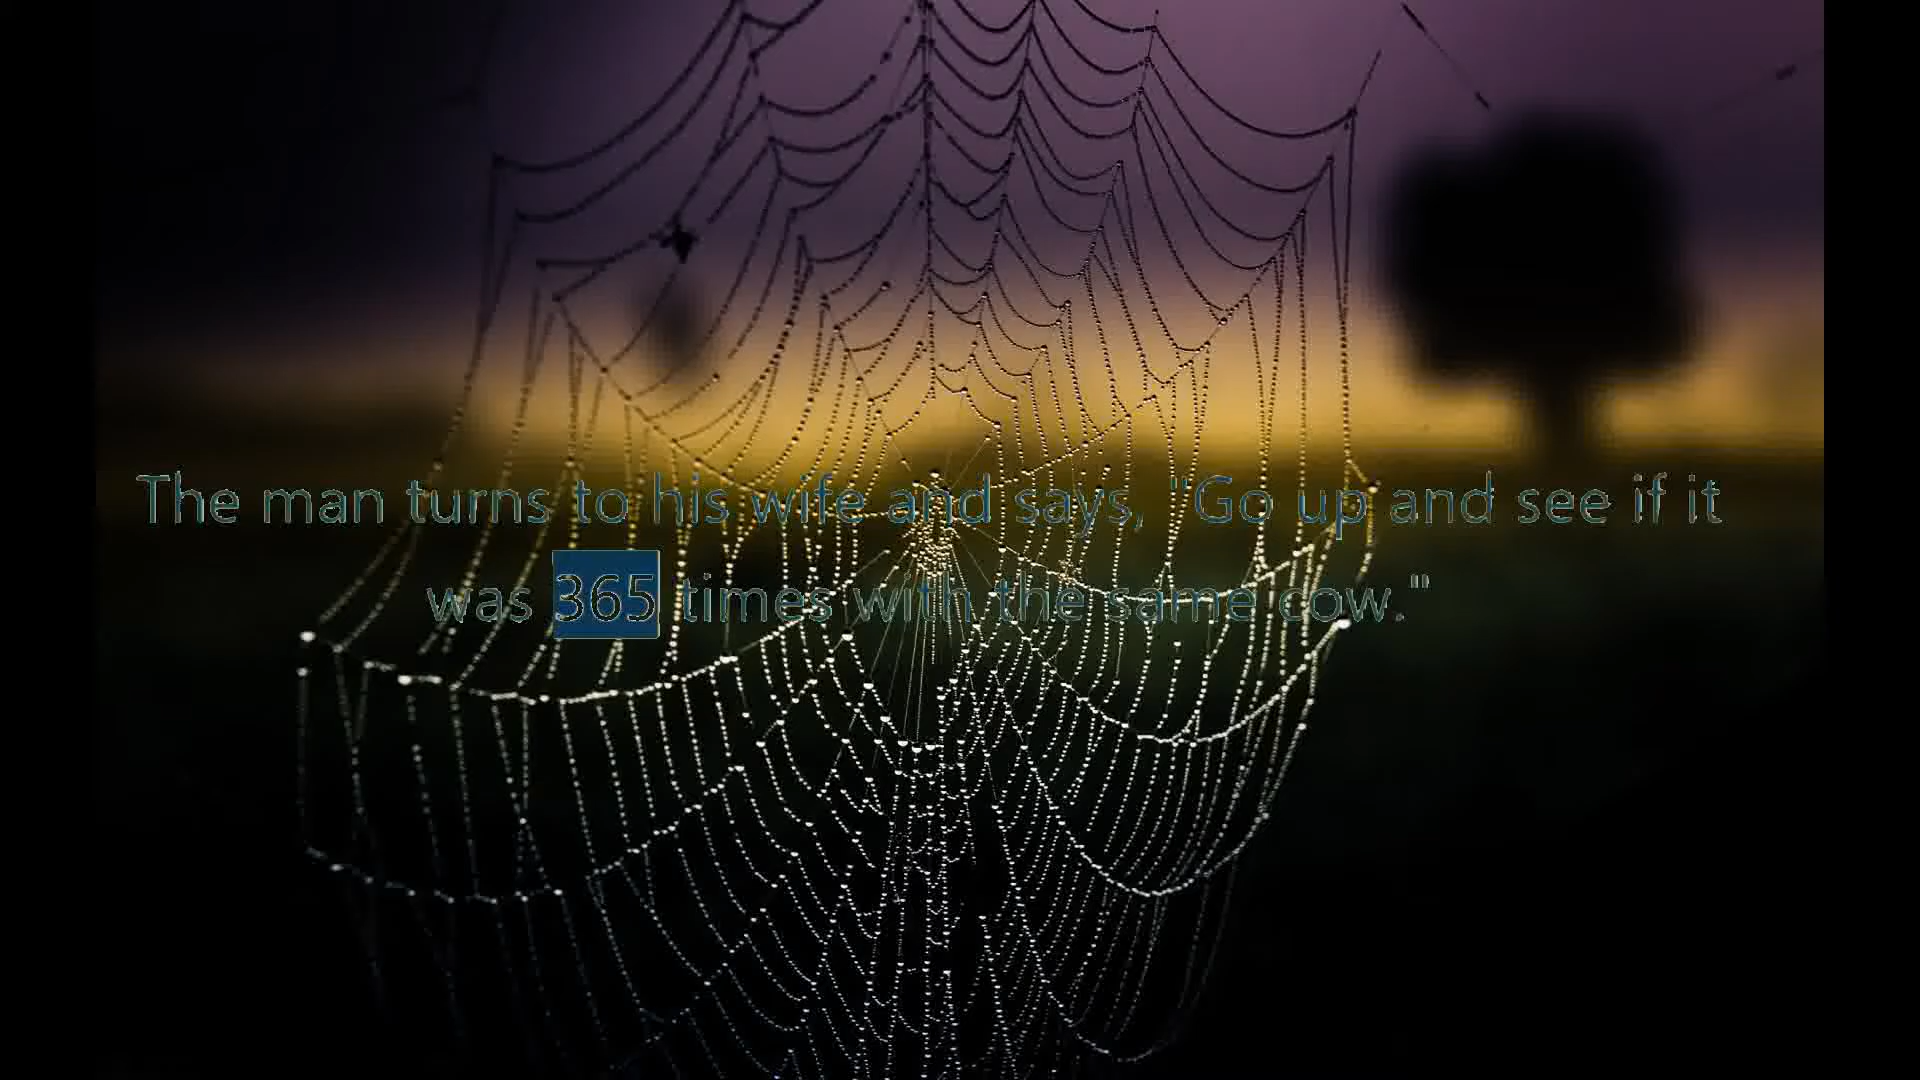 The man turns to his wife and says, "Go up and see if it
was 365 times with the same cow."